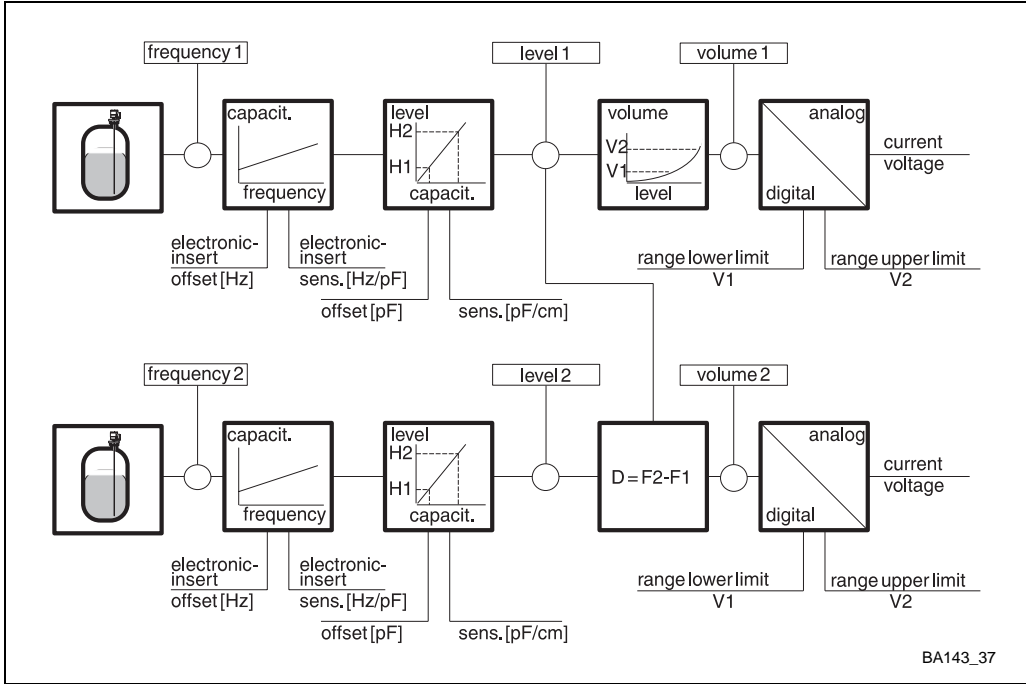 frequency 1
level 1
volume 1
capacit.
frequency
level
H2
H1
capacit.
volume
V2
V1
level
analog
digital
current
voltage
electronic-
insert
offset [Hz]
electronic-
insert
sens. [Hz/pF]
offset [pF]
sens. [pF/cm]
range lower limit
V1
range upper limit
V2
frequency 2
level 2
volume 2
capacit.
frequency
level
H2
H1
capacit.
D = F2-F1
analog
digital
current
voltage
electronic-
insert
offset [Hz]
electronic-
insert
sens. [Hz/pF]
offset [pF]
sens. [pF/cm]
range lower limit
V1
range upper limit
V2
BA143_37